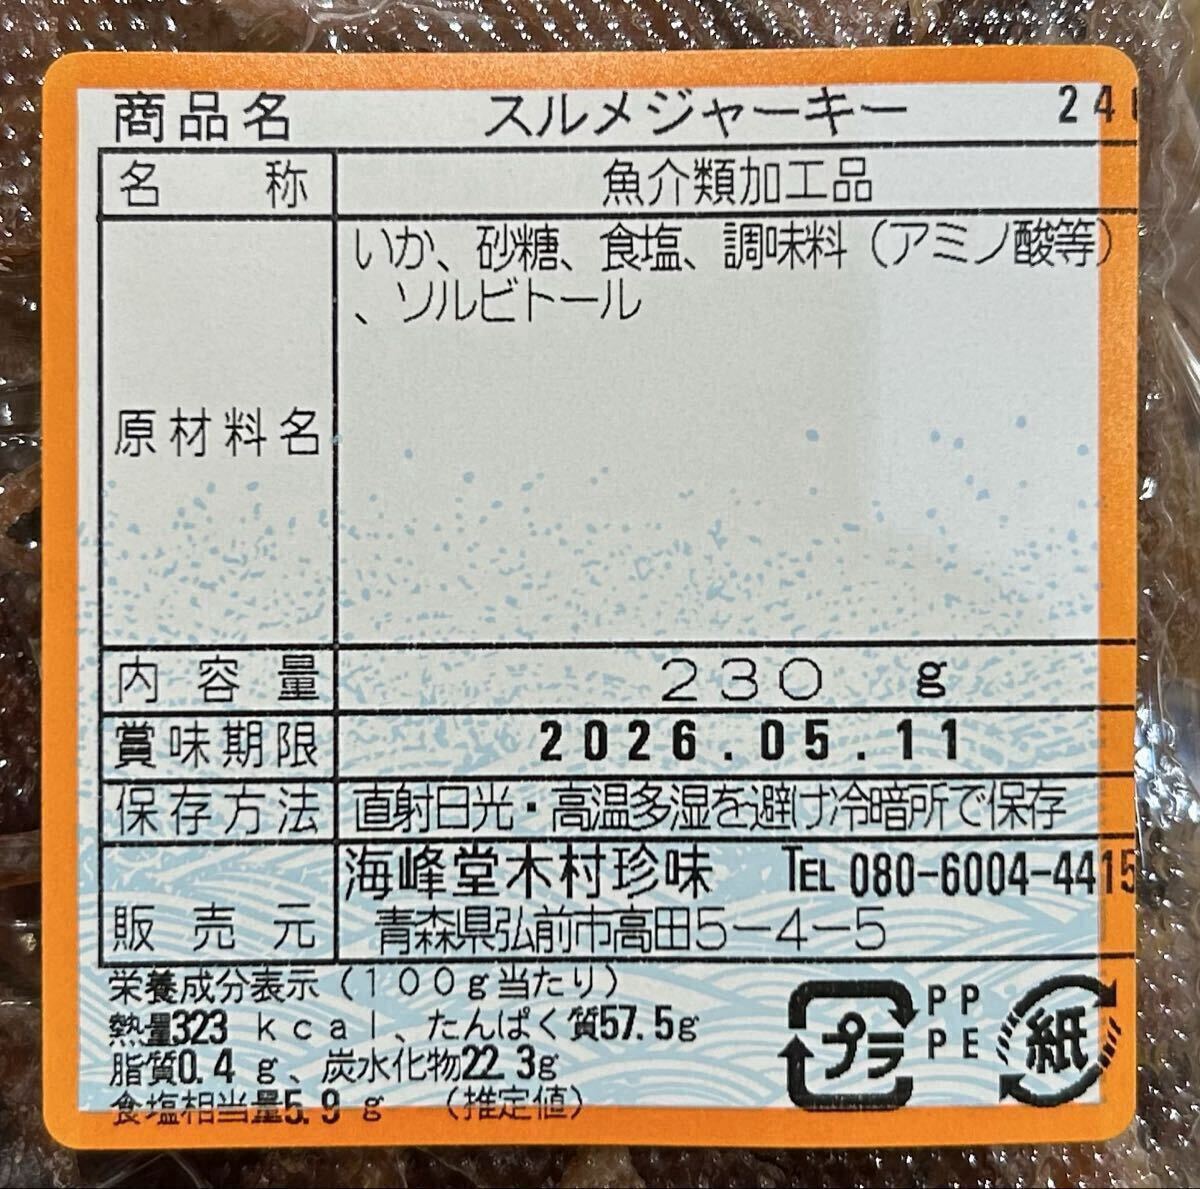 商品名 スルメジャーキー 24
名称 魚介類加工品
原材料名 いか、砂糖、食塩、調味料（アミノ酸等）
、ソルビトール
内容量 230 g
賞味期限 2026.05.11
保存方法 直射日光・高温多湿を避け冷暗所で保存
販売元 海峰堂木村珍味 TEL 080-6004-4415
青森県弘前市高田5-4-5
栄養成分表示（100g当たり）
熱量323 kcal、たんぱく質57.5g
脂質0.4 g、炭水化物22.3g
食塩相当量5.9 g （推定値）
プラ
PP
PE
紙